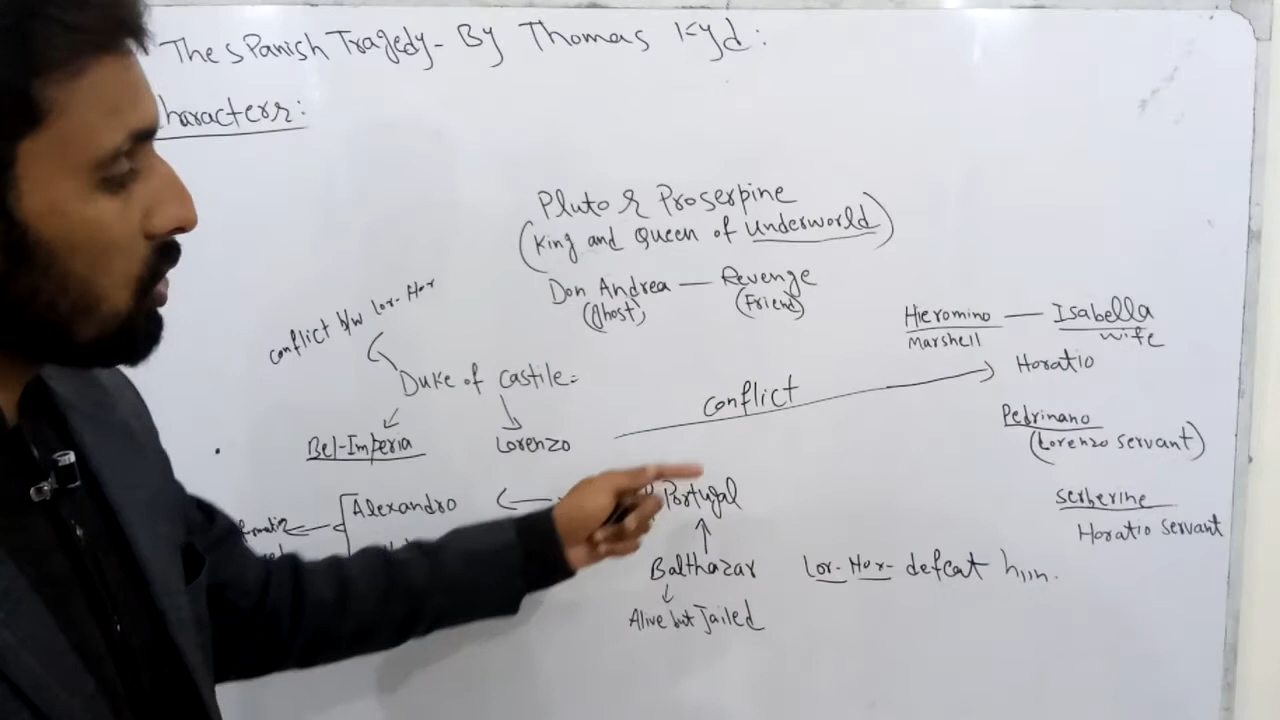 The sPanish Tragedy- By Thomas Kyd:
haracters:
Pluto & Proserpine
(King and Queen of Underworld)
Don Andrea — Revenge
(Ghost) (Friend)
Conflict b/w Lor- Hor
Hieromino — Isabella
Marshell wife
Horatio
Duke of Castile=
Conflict
Bel-Imperia Lorenzo
Pedrinano
(Lorenzo servant)
Alexandro Portugal
serberine
Horatio servant
Balthazar Lor- Hor- defeat him.
Alive but Jailed